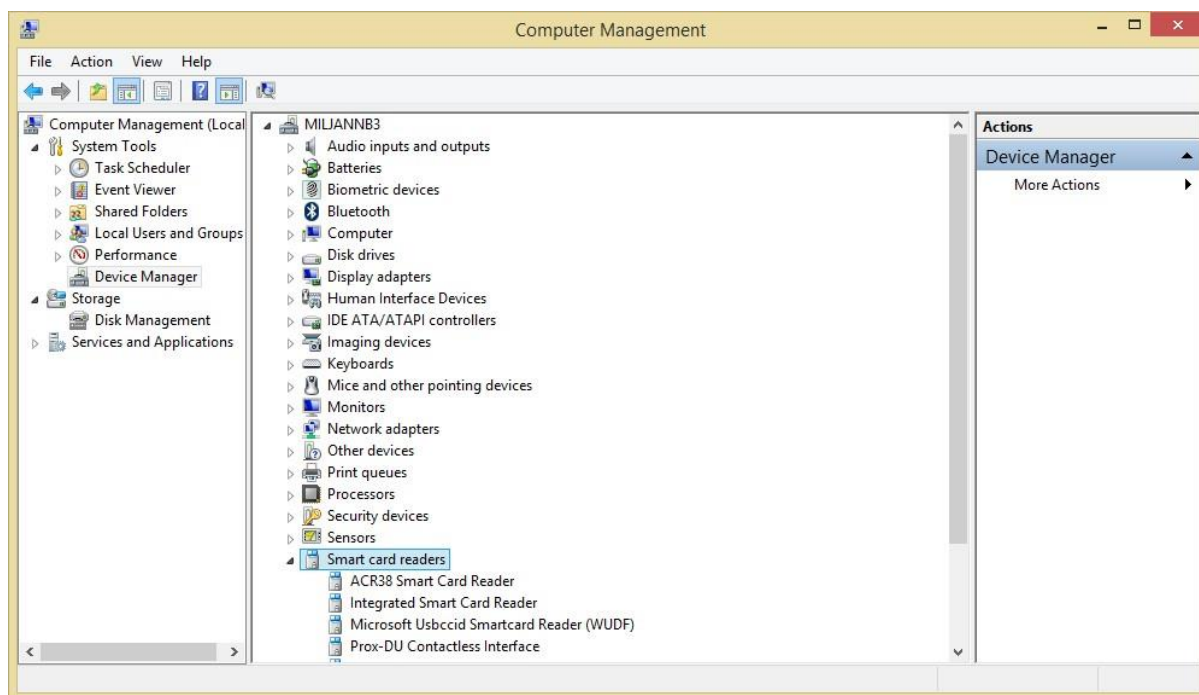 Computer Management
File Action View Help
Computer Management (Local
System Tools
Task Scheduler
Event Viewer
Shared Folders
Local Users and Groups
Performance
Device Manager
Storage
Disk Management
Services and Applications
MILJANNB3
Audio inputs and outputs
Batteries
Biometric devices
Bluetooth
Computer
Disk drives
Display adapters
Human Interface Devices
IDE ATA/ATAPI controllers
Imaging devices
Keyboards
Mice and other pointing devices
Monitors
Network adapters
Other devices
Print queues
Processors
Security devices
Sensors
Smart card readers
ACR38 Smart Card Reader
Integrated Smart Card Reader
Microsoft Usbccid Smartcard Reader (WUDF)
Prox-DU Contactless Interface
Actions
Device Manager
More Actions